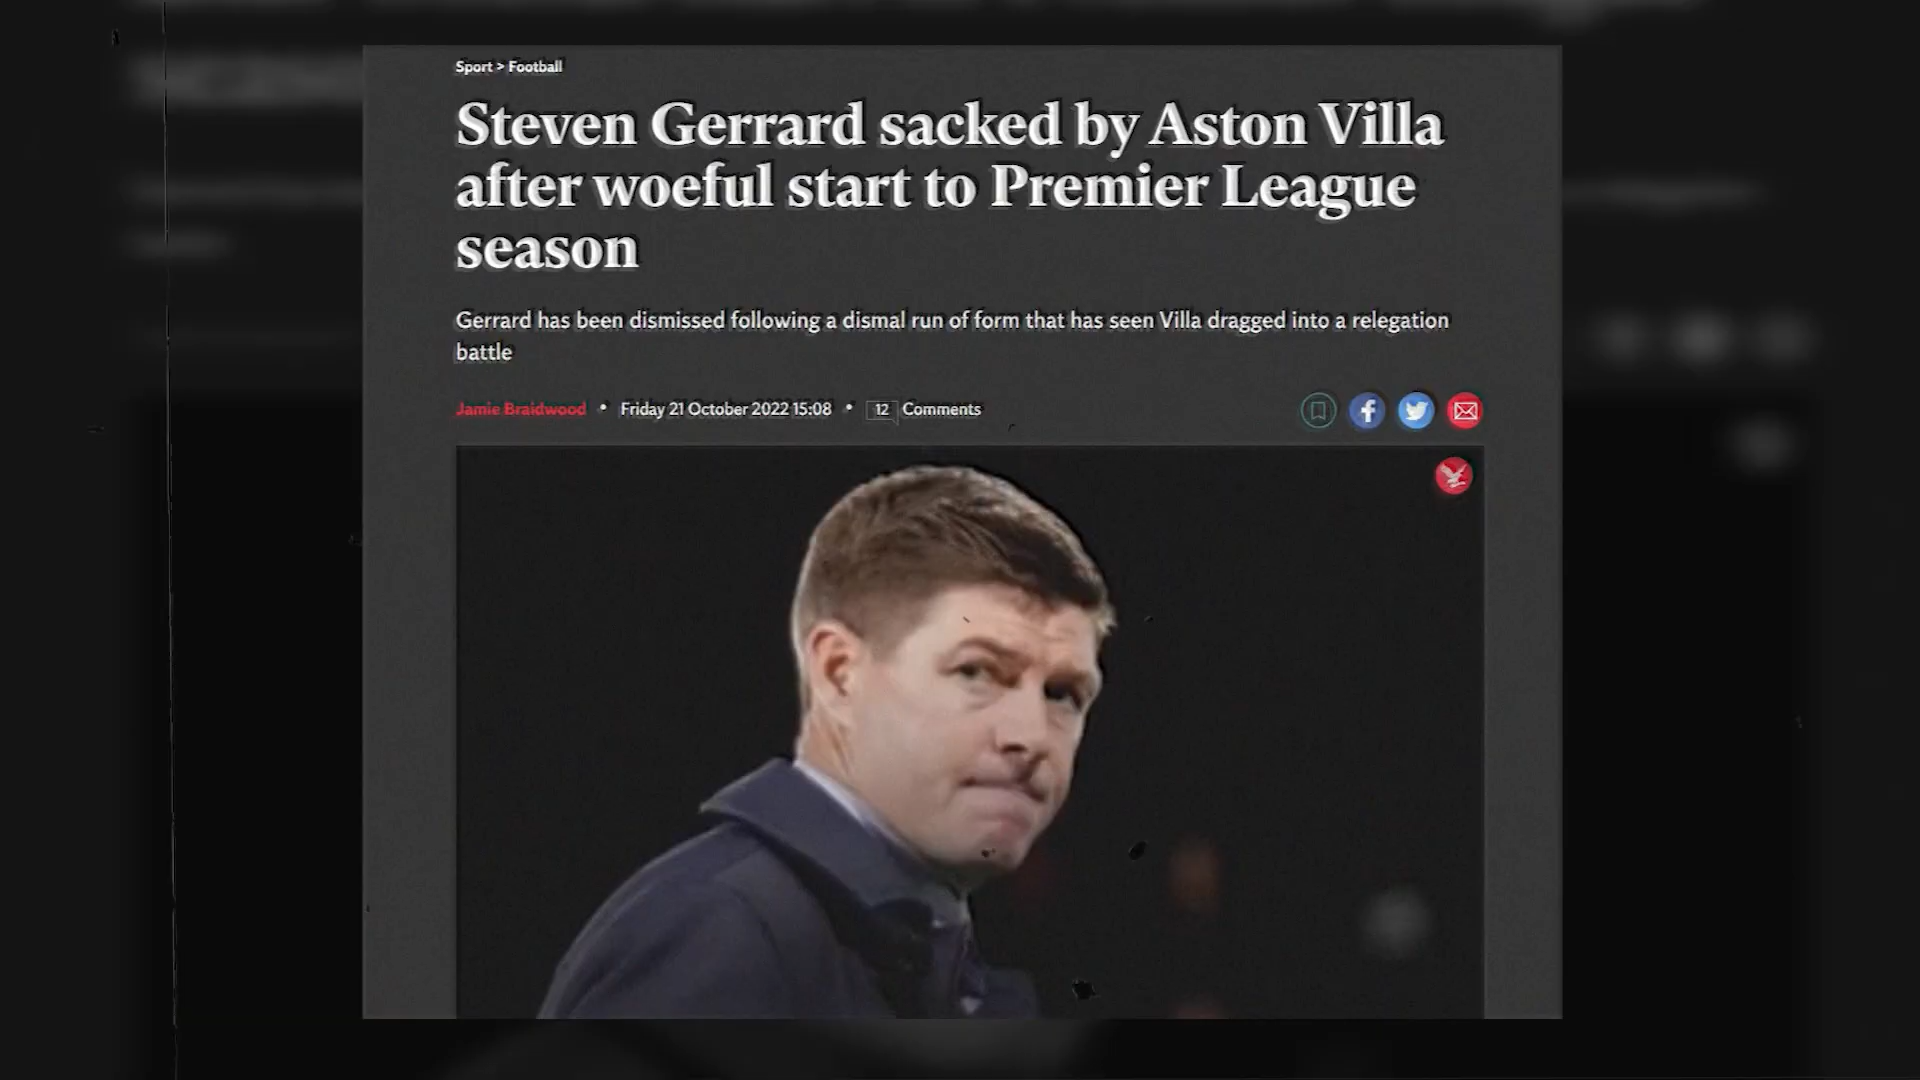 Sport > Football
Steven Gerrard sacked by Aston Villa
after woeful start to Premier League
season
Gerrard has been dismissed following a dismal run of form that has seen Villa dragged into a relegation
battle
Jamie Braidwood • Friday 21 October 2022 15:08 • 12 Comments